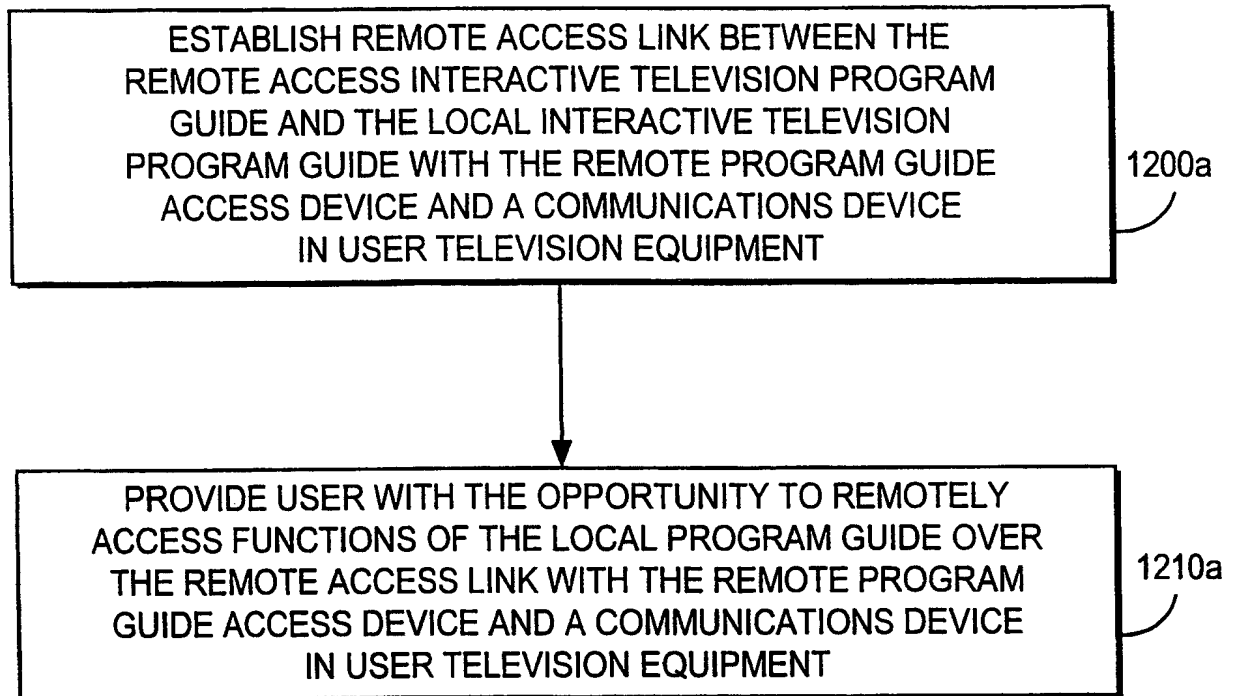 ESTABLISH REMOTE ACCESS LINK BETWEEN THE
REMOTE ACCESS INTERACTIVE TELEVISION PROGRAM
GUIDE AND THE LOCAL INTERACTIVE TELEVISION
PROGRAM GUIDE WITH THE REMOTE PROGRAM GUIDE
ACCESS DEVICE AND A COMMUNICATIONS DEVICE
IN USER TELEVISION EQUIPMENT
1200a
PROVIDE USER WITH THE OPPORTUNITY TO REMOTELY
ACCESS FUNCTIONS OF THE LOCAL PROGRAM GUIDE OVER
THE REMOTE ACCESS LINK WITH THE REMOTE PROGRAM
GUIDE ACCESS DEVICE AND A COMMUNICATIONS DEVICE
IN USER TELEVISION EQUIPMENT
1210a